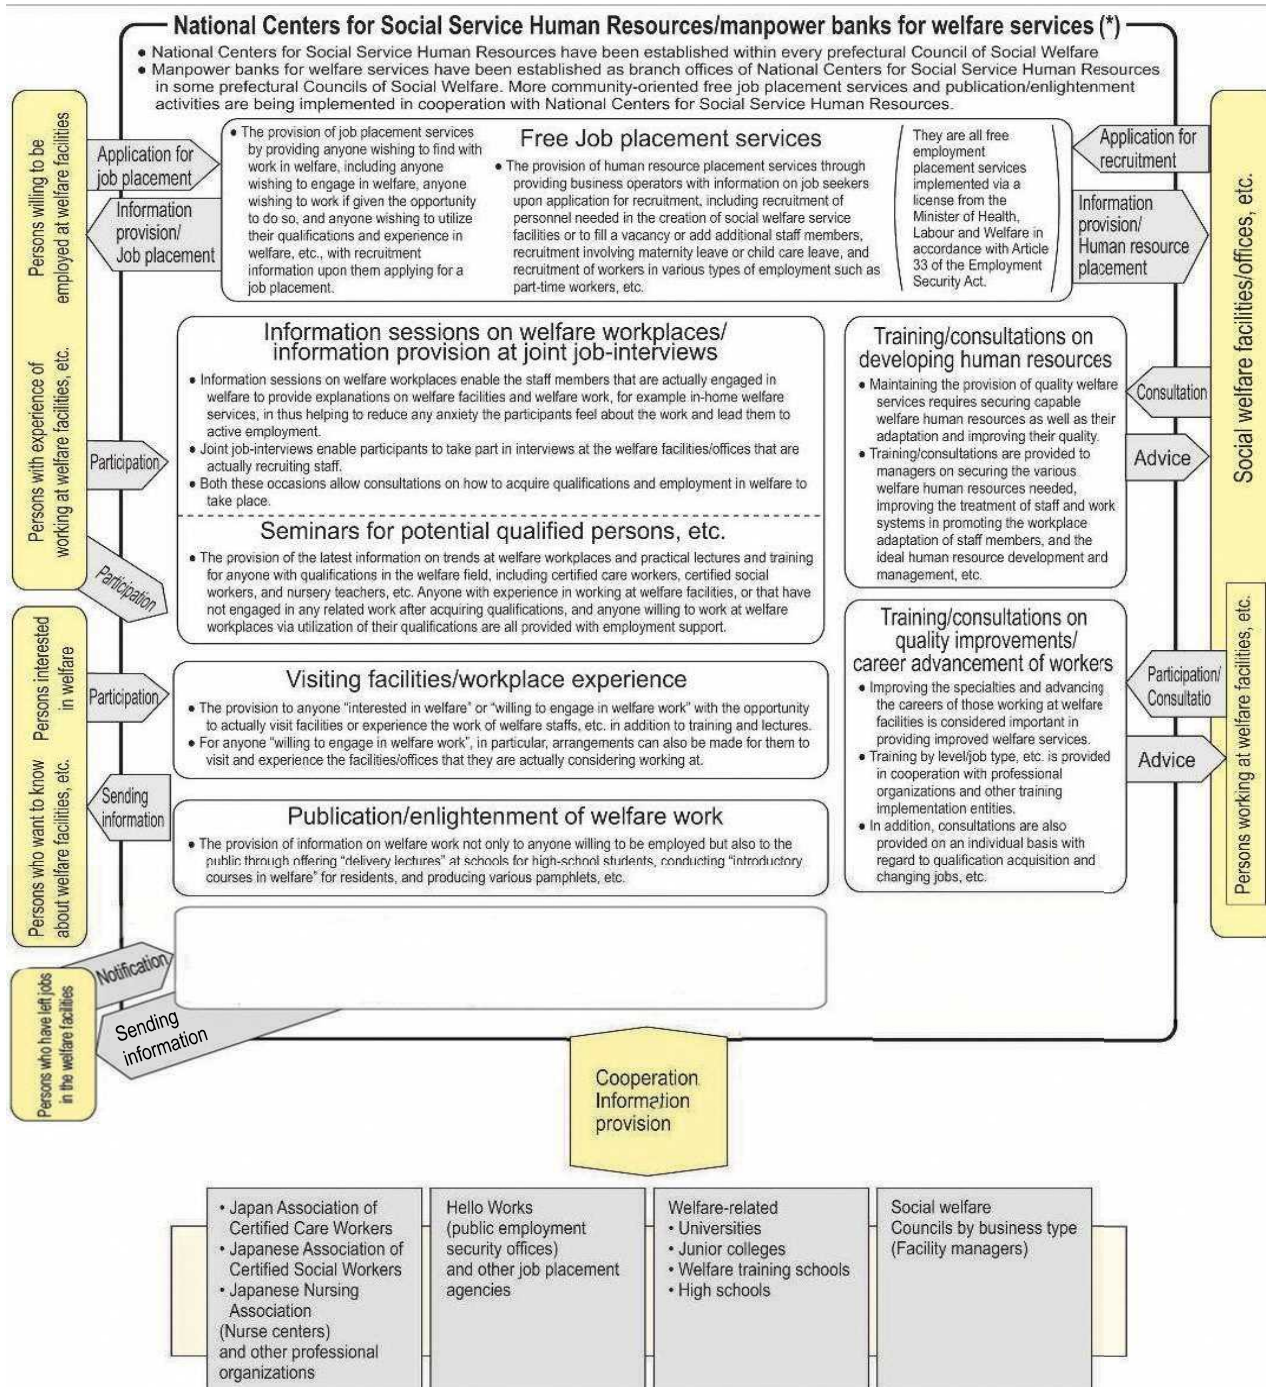 National Centers for Social Service Human Resources/manpower banks for welfare services (*)
● National Centers for Social Service Human Resources have been established within every prefectural Council of Social Welfare
● Manpower banks for welfare services have been established as branch offices of National Centers for Social Service Human Resources
in some prefectural Councils of Social Welfare. More community-oriented free job placement services and publication/enlightenment
activities are being implemented in cooperation with National Centers for Social Service Human Resources.
Persons willing to be
employed at welfare facilities
Persons with experience of
working at welfare facilities, etc.
Application for
job placement
Information
provision/
Job placement
● The provision of job placement services
by providing anyone wishing to find with
work in welfare, including anyone
wishing to engage in welfare, anyone
wishing to work if given the opportunity
to do so, and anyone wishing to utilize
their qualifications and experience in
welfare, etc., with recruitment
information upon them applying for a
job placement.
Free Job placement services
● The provision of human resource placement services through
providing business operators with information on job seekers
upon application for recruitment, including recruitment of
personnel needed in the creation of social welfare service
facilities or to fill a vacancy or add additional staff members,
recruitment involving maternity leave or child care leave, and
recruitment of workers in various types of employment such as
part-time workers, etc.
They are all free
employment
placement services
implemented via a
license from the
Minister of Health,
Labour and Welfare in
accordance with Article
33 of the Employment
Security Act.
Application for
recruitment
Information
provision/
Human resource
placement
Social welfare facilities/offices, etc.
Information sessions on welfare workplaces/
information provision at joint job-interviews
● Information sessions on welfare workplaces enable the staff members that are actually engaged in
welfare to provide explanations on welfare facilities and welfare work, for example in-home welfare
services, in thus helping to reduce any anxiety the participants feel about the work and lead them to
active employment.
● Joint job-interviews enable participants to take part in interviews at the welfare facilities/offices that are
actually recruiting staff.
● Both these occasions allow consultations on how to acquire qualifications and employment in welfare to
take place.
Participation
Seminars for potential qualified persons, etc.
● The provision of the latest information on trends at welfare workplaces and practical lectures and training
for anyone with qualifications in the welfare field, including certified care workers, certified social
workers, and nursery teachers, etc. Anyone with experience in working at welfare facilities, or that have
not engaged in any related work after acquiring qualifications, and anyone willing to work at welfare
workplaces via utilization of their qualifications are all provided with employment support.
Participation
Training/consultations on
developing human resources
● Maintaining the provision of quality welfare
services requires securing capable
welfare human resources as well as their
adaptation and improving their quality.
● Training/consultations are provided to
managers on securing the various
welfare human resources needed,
improving the treatment of staff and work
systems in promoting the workplace
adaptation of staff members, and the
ideal human resource development and
management, etc.
Consultation
Advice
Training/consultations on
quality improvements/
career advancement of workers
● Improving the specialties and advancing
the careers of those working at welfare
facilities is considered important in
providing improved welfare services.
● Training by level/job type, etc. is provided
in cooperation with professional
organizations and other training
implementation entities.
● In addition, consultations are also
provided on an individual basis with
regard to qualification acquisition and
changing jobs, etc.
Participation/
Consultatio
Advice
Persons working at welfare facilities, etc.
Persons interested
in welfare
Persons who want to know
about welfare facilities, etc.
Participation
Visiting facilities/workplace experience
● The provision to anyone “interested in welfare” or “willing to engage in welfare work” with the opportunity
to actually visit facilities or experience the work of welfare staffs, etc. in addition to training and lectures.
● For anyone “willing to engage in welfare work”, in particular, arrangements can also be made for them to
visit and experience the facilities/offices that they are actually considering working at.
Sending
information
Publication/enlightenment of welfare work
● The provision of information on welfare work not only to anyone willing to be employed but also to the
public through offering “delivery lectures” at schools for high-school students, conducting “introductory
courses in welfare” for residents, and producing various pamphlets, etc.
Persons who have left jobs
in the welfare facilities
Notification
Sending
information
Cooperation
Information
provision
• Japan Association of
Certified Care Workers
• Japanese Association of
Certified Social Workers
• Japanese Nursing
Association
(Nurse centers)
and other professional
organizations
Hello Works
(public employment
security offices)
and other job placement
agencies
Welfare-related
• Universities
• Junior colleges
• Welfare training schools
• High schools
Social welfare
Councils by business type
(Facility managers)